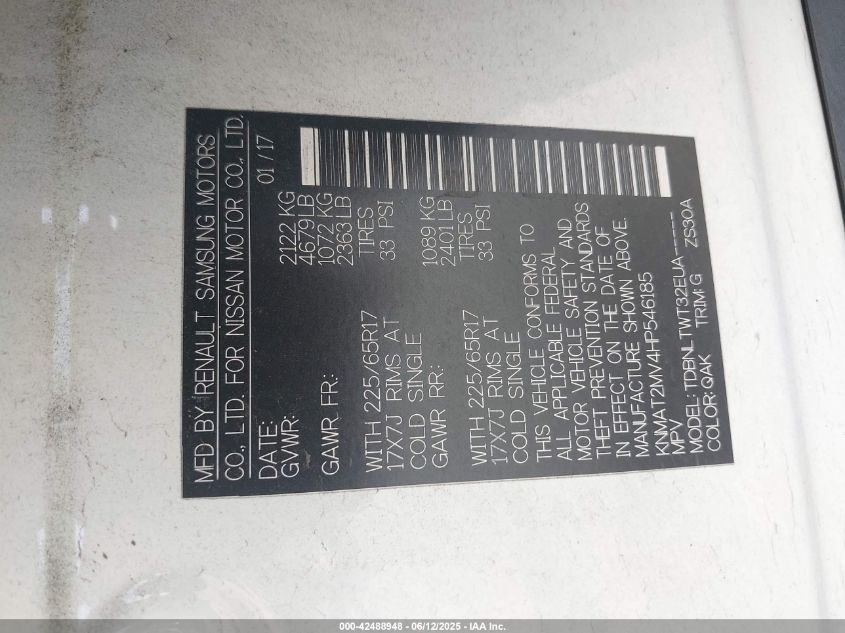 MFD BY RENAULT SAMSUNG MOTORS
CO., LTD. FOR NISSAN MOTOR CO., LTD.
DATE: 01 / 17
GVWR: 2122 KG
4679 LB
GAWR FR: 1072 KG
2363 LB
WITH 225/65R17 TIRES
17X7J RIMS AT 33 PSI
COLD SINGLE
GAWR RR: 1089 KG
2401 LB
WITH 225/65R17 TIRES
17X7J RIMS AT 33 PSI
COLD SINGLE
THIS VEHICLE CONFORMS TO
ALL APPLICABLE FEDERAL
MOTOR VEHICLE SAFETY AND
THEFT PREVENTION STANDARDS
IN EFFECT ON THE DATE OF
MANUFACTURE SHOWN ABOVE.
KNMAT2MV4HP546185
MPV
MODEL: TDBNLTWT32EUA-----
COLOR: QAK TRIM: G ZS30A
000-42488948 - 06/12/2025 - IAA Inc.